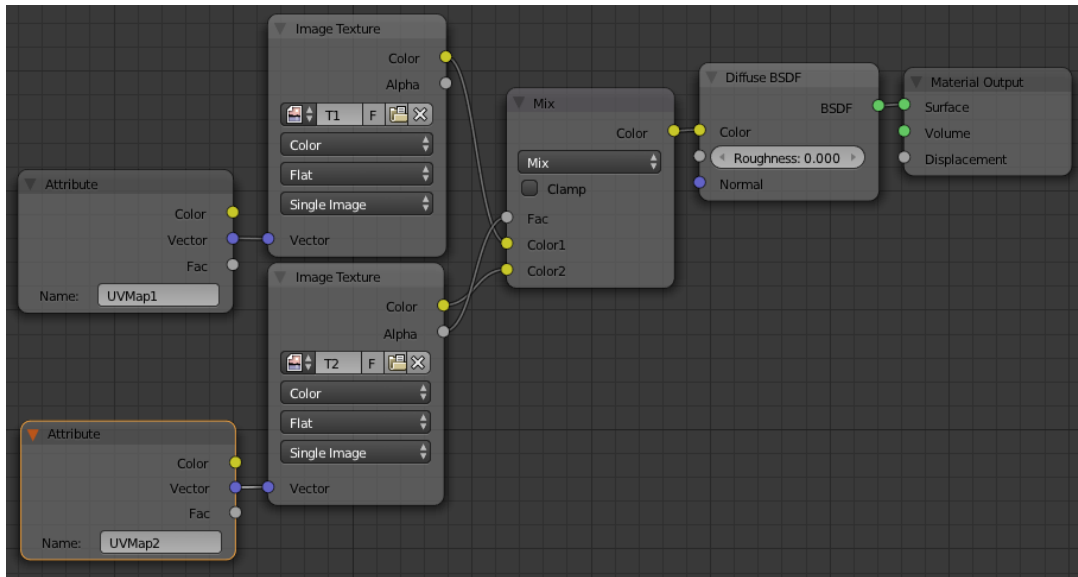 Attribute
Color
Vector
Fac
Name: UVMap1
Attribute
Color
Vector
Fac
Name: UVMap2
Image Texture
Color
Alpha
T1 F
Color
Flat
Single Image
Vector
Image Texture
Color
Alpha
T2 F
Color
Flat
Single Image
Vector
Mix
Color
Mix
Clamp
Fac
Color1
Color2
Diffuse BSDF
BSDF
Color
Roughness: 0.000
Normal
Material Output
Surface
Volume
Displacement